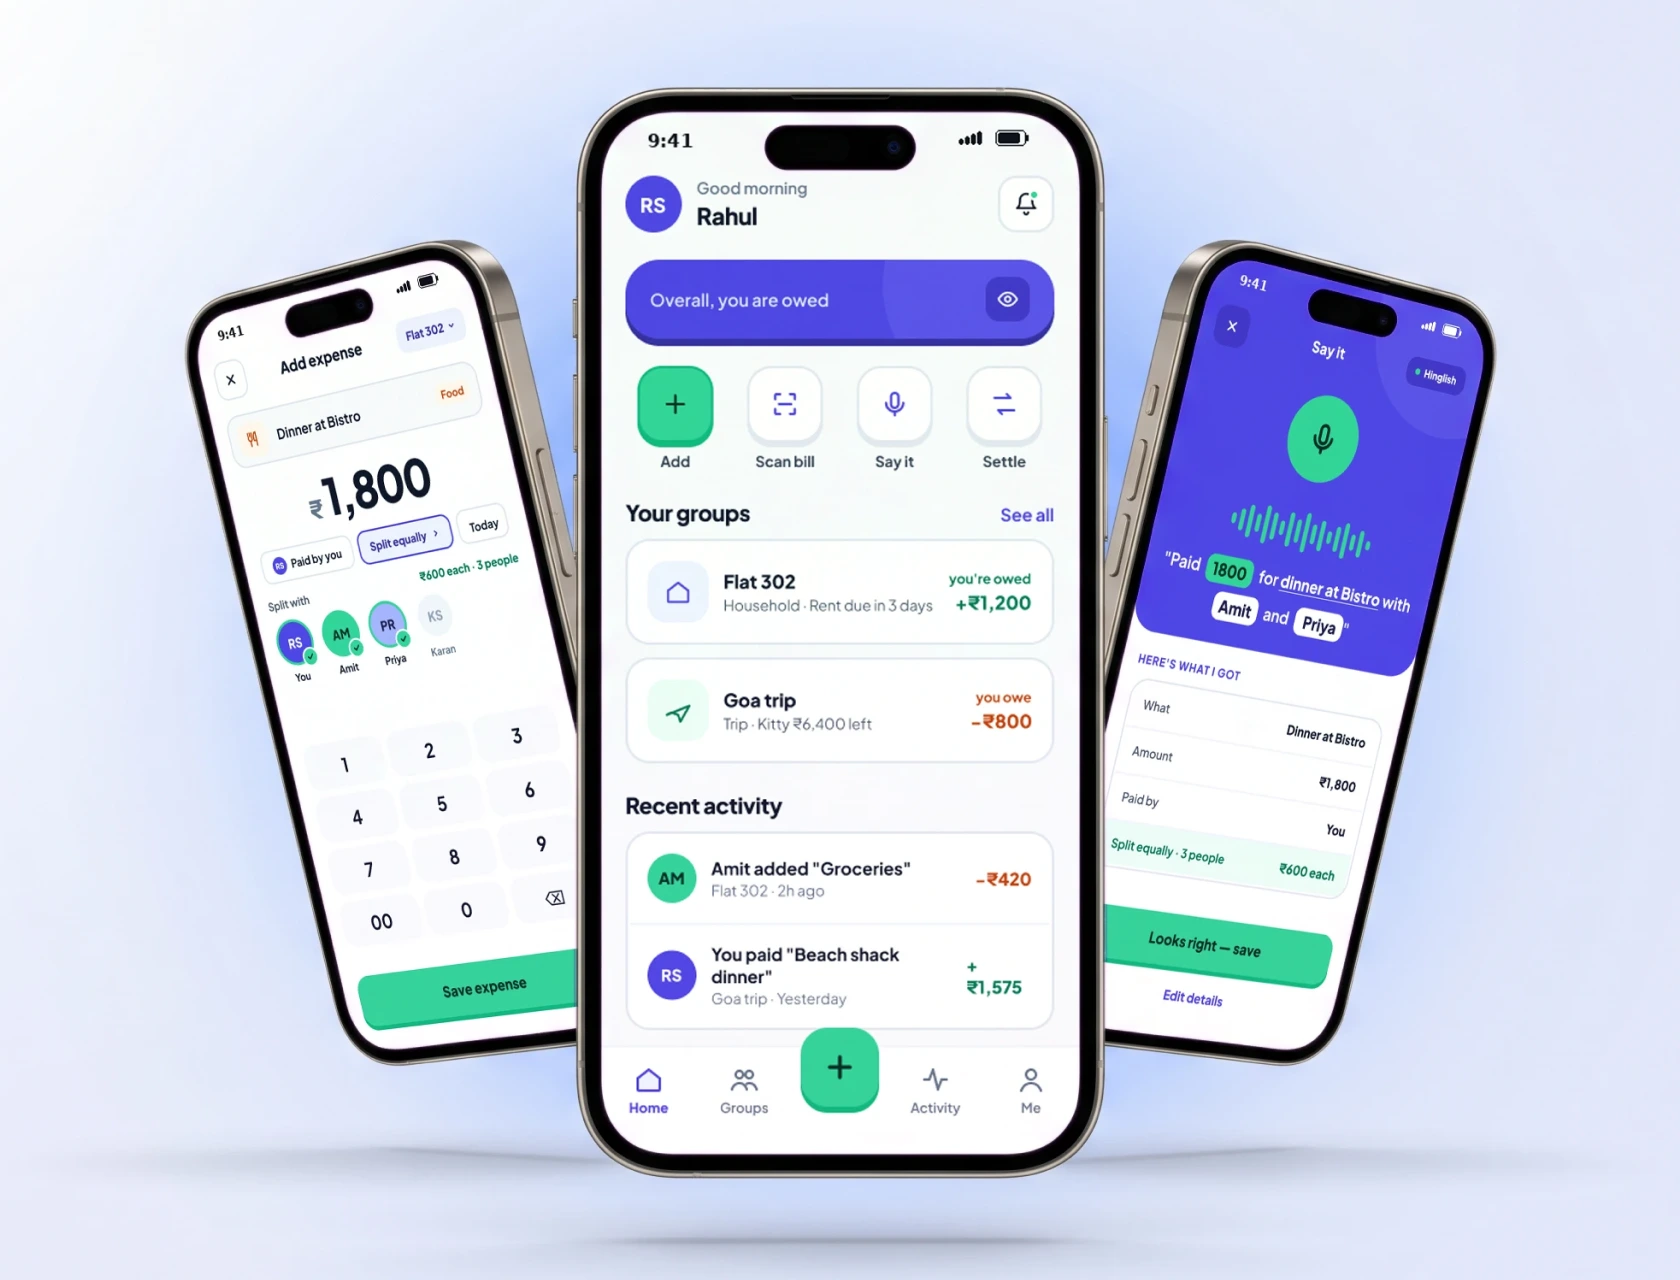 9:41
Add expense
Flat 302
Dinner at Bistro
Food
₹1,800
RS
Paid by you
Split equally ›
Today
₹600 each · 3 people
Split with
RS
AM
PR
KS
You
Amit
Priya
Karan
1
2
3
4
5
6
7
8
9
00
0
Save expense
9:41
RS
Good morning
Rahul
Overall, you are owed
Add
Scan bill
Say it
Settle
Your groups
See all
Flat 302
Household · Rent due in 3 days
you're owed
+₹1,200
Goa trip
Trip · Kitty ₹6,400 left
you owe
−₹800
Recent activity
AM
Amit added "Groceries"
Flat 302 · 2h ago
−₹420
RS
You paid "Beach shack
dinner"
Goa trip · Yesterday
+
₹1,575
Home
Groups
Activity
Me
9:41
Say it
Hinglish
"Paid 1800 for dinner at Bistro with
Amit and Priya"
HERE'S WHAT I GOT
What
Dinner at Bistro
Amount
₹1,800
Paid by
You
Split equally · 3 people
₹600 each
Looks right — save
Edit details